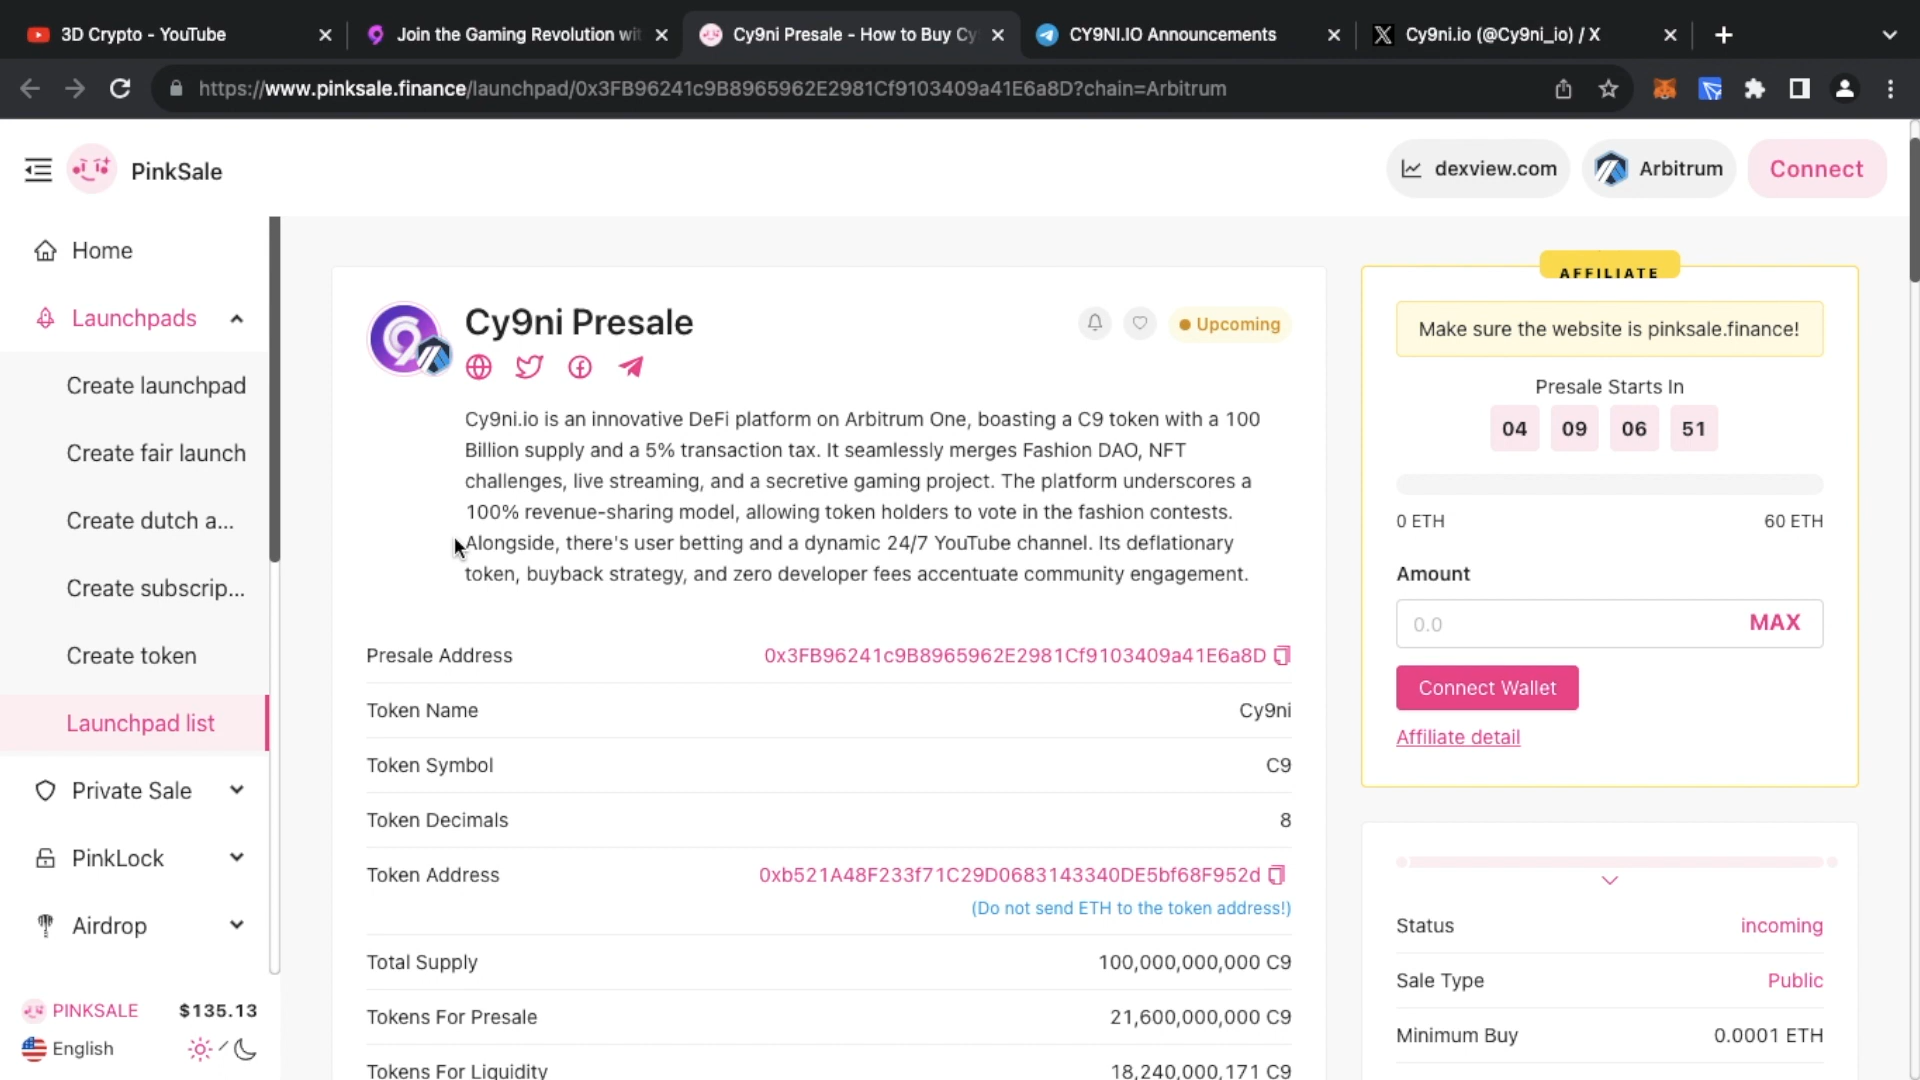 3D Crypto - YouTube
Join the Gaming Revolution wit
Cy9ni Presale - How to Buy Cy
CY9NI.IO Announcements
Cy9ni.io (@Cy9ni_io) / X
https://www.pinksale.finance/launchpad/0x3FB96241c9B8965962E2981Cf9103409a41E6a8D?chain=Arbitrum
PinkSale
dexview.com
Arbitrum
Connect
Home
Launchpads
Create launchpad
Create fair launch
Create dutch a...
Create subscrip...
Create token
Launchpad list
Private Sale
PinkLock
Airdrop
PINKSALE
$135.13
English
Cy9ni Presale
Upcoming
Cy9ni.io is an innovative DeFi platform on Arbitrum One, boasting a C9 token with a 100
Billion supply and a 5% transaction tax. It seamlessly merges Fashion DAO, NFT
challenges, live streaming, and a secretive gaming project. The platform underscores a
100% revenue-sharing model, allowing token holders to vote in the fashion contests.
Alongside, there's user betting and a dynamic 24/7 YouTube channel. Its deflationary
token, buyback strategy, and zero developer fees accentuate community engagement.
Presale Address
0x3FB96241c9B8965962E2981Cf9103409a41E6a8D
Token Name
Cy9ni
Token Symbol
C9
Token Decimals
8
Token Address
0xb521A48F233f71C29D0683143340DE5bf68F952d
(Do not send ETH to the token address!)
Total Supply
100,000,000,000 C9
Tokens For Presale
21,600,000,000 C9
Tokens For Liquidity
18,240,000,171 C9
AFFILIATE
Make sure the website is pinksale.finance!
Presale Starts In
04 09 06 51
0 ETH
60 ETH
Amount
0.0
MAX
Connect Wallet
Affiliate detail
Status
incoming
Sale Type
Public
Minimum Buy
0.0001 ETH